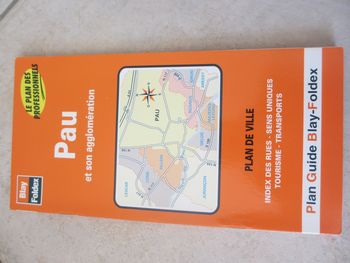 LE PLAN DES
PROFESSIONNELS
Pau
et son agglomération
PAU
PLAN DE VILLE
INDEX DES RUES - SENS UNIQUES
TOURISME - TRANSPORTS
Blay
Foldex
Plan Guide Blay-Foldex